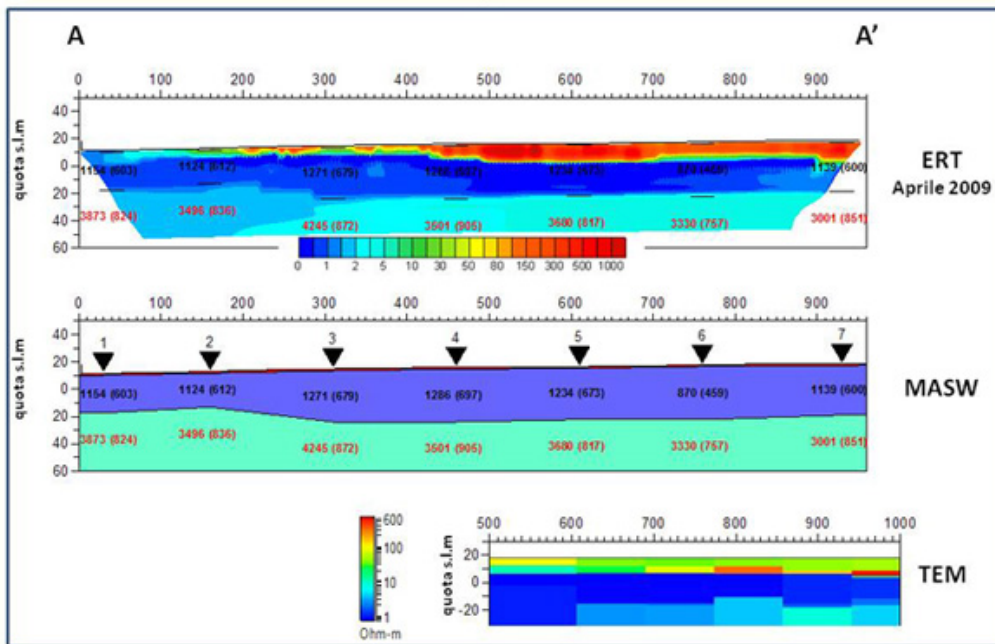 A A'
0 100 200 300 400 500 600 700 800 900
quota s.l.m
40
20
0
20
40
60
1154 (603) 1124 (612) 1271 (679) 1286 (697) 1234 (673) 870 (459) 1139 (600)
3873 (824) 3496 (836) 4245 (872) 3501 (905) 3680 (817) 3330 (757) 3001 (851)
ERT
Aprile 2009
0 1 2 5 10 30 50 80 150 300 500 1000
0 100 200 300 400 500 600 700 800 900
quota s.l.m
40
20
0
20
40
60
1 2 3 4 5 6 7
1154 (603) 1124 (612) 1271 (679) 1286 (697) 1234 (673) 870 (459) 1139 (600)
3873 (824) 3496 (836) 4245 (872) 3501 (905) 3680 (817) 3330 (757) 3001 (851)
MASW
600
100
10
1
Ohm-m
500 600 700 800 900 1000
quota s.l.m
20
0
-20
TEM